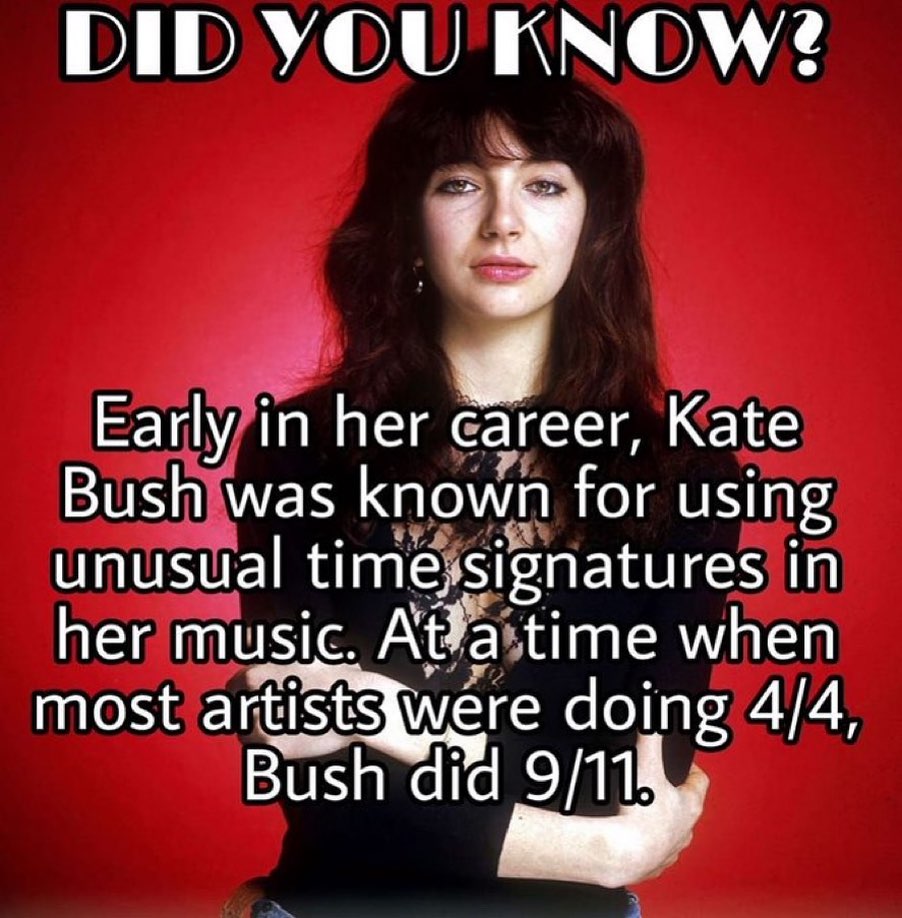 DID YOU KNOW?
Early in her career, Kate
Bush was known for using
unusual time signatures in
her music. At a time when
most artists were doing 4/4,
Bush did 9/11.